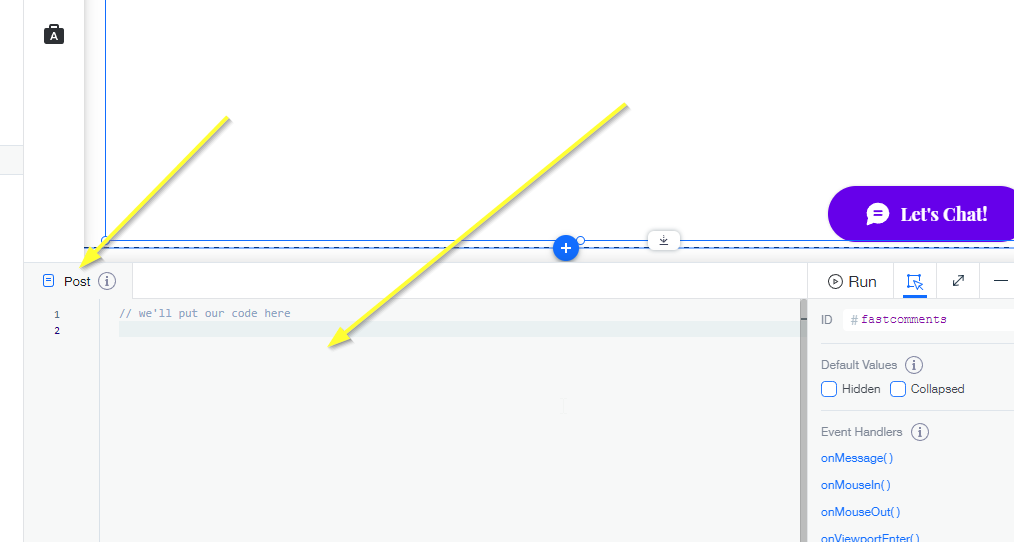 A
Let's Chat!
Post
Run
1 // we'll put our code here
2
ID # fastcomments
Default Values
Hidden Collapsed
Event Handlers
onMessage()
onMouseIn()
onMouseOut()
onViewportEnter()